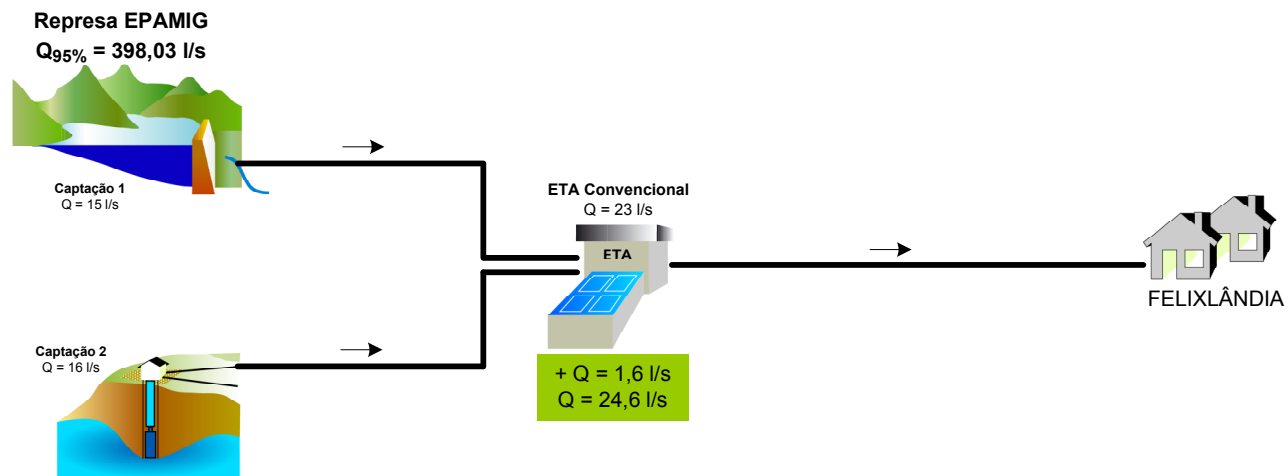 Represa EPAMIG
Q95% = 398,03 l/s
Captação 1
Q = 15 l/s
ETA Convencional
Q = 23 l/s
ETA
FELIXLÂNDIA
Captação 2
Q = 16 l/s
+ Q = 1,6 l/s
Q = 24,6 l/s